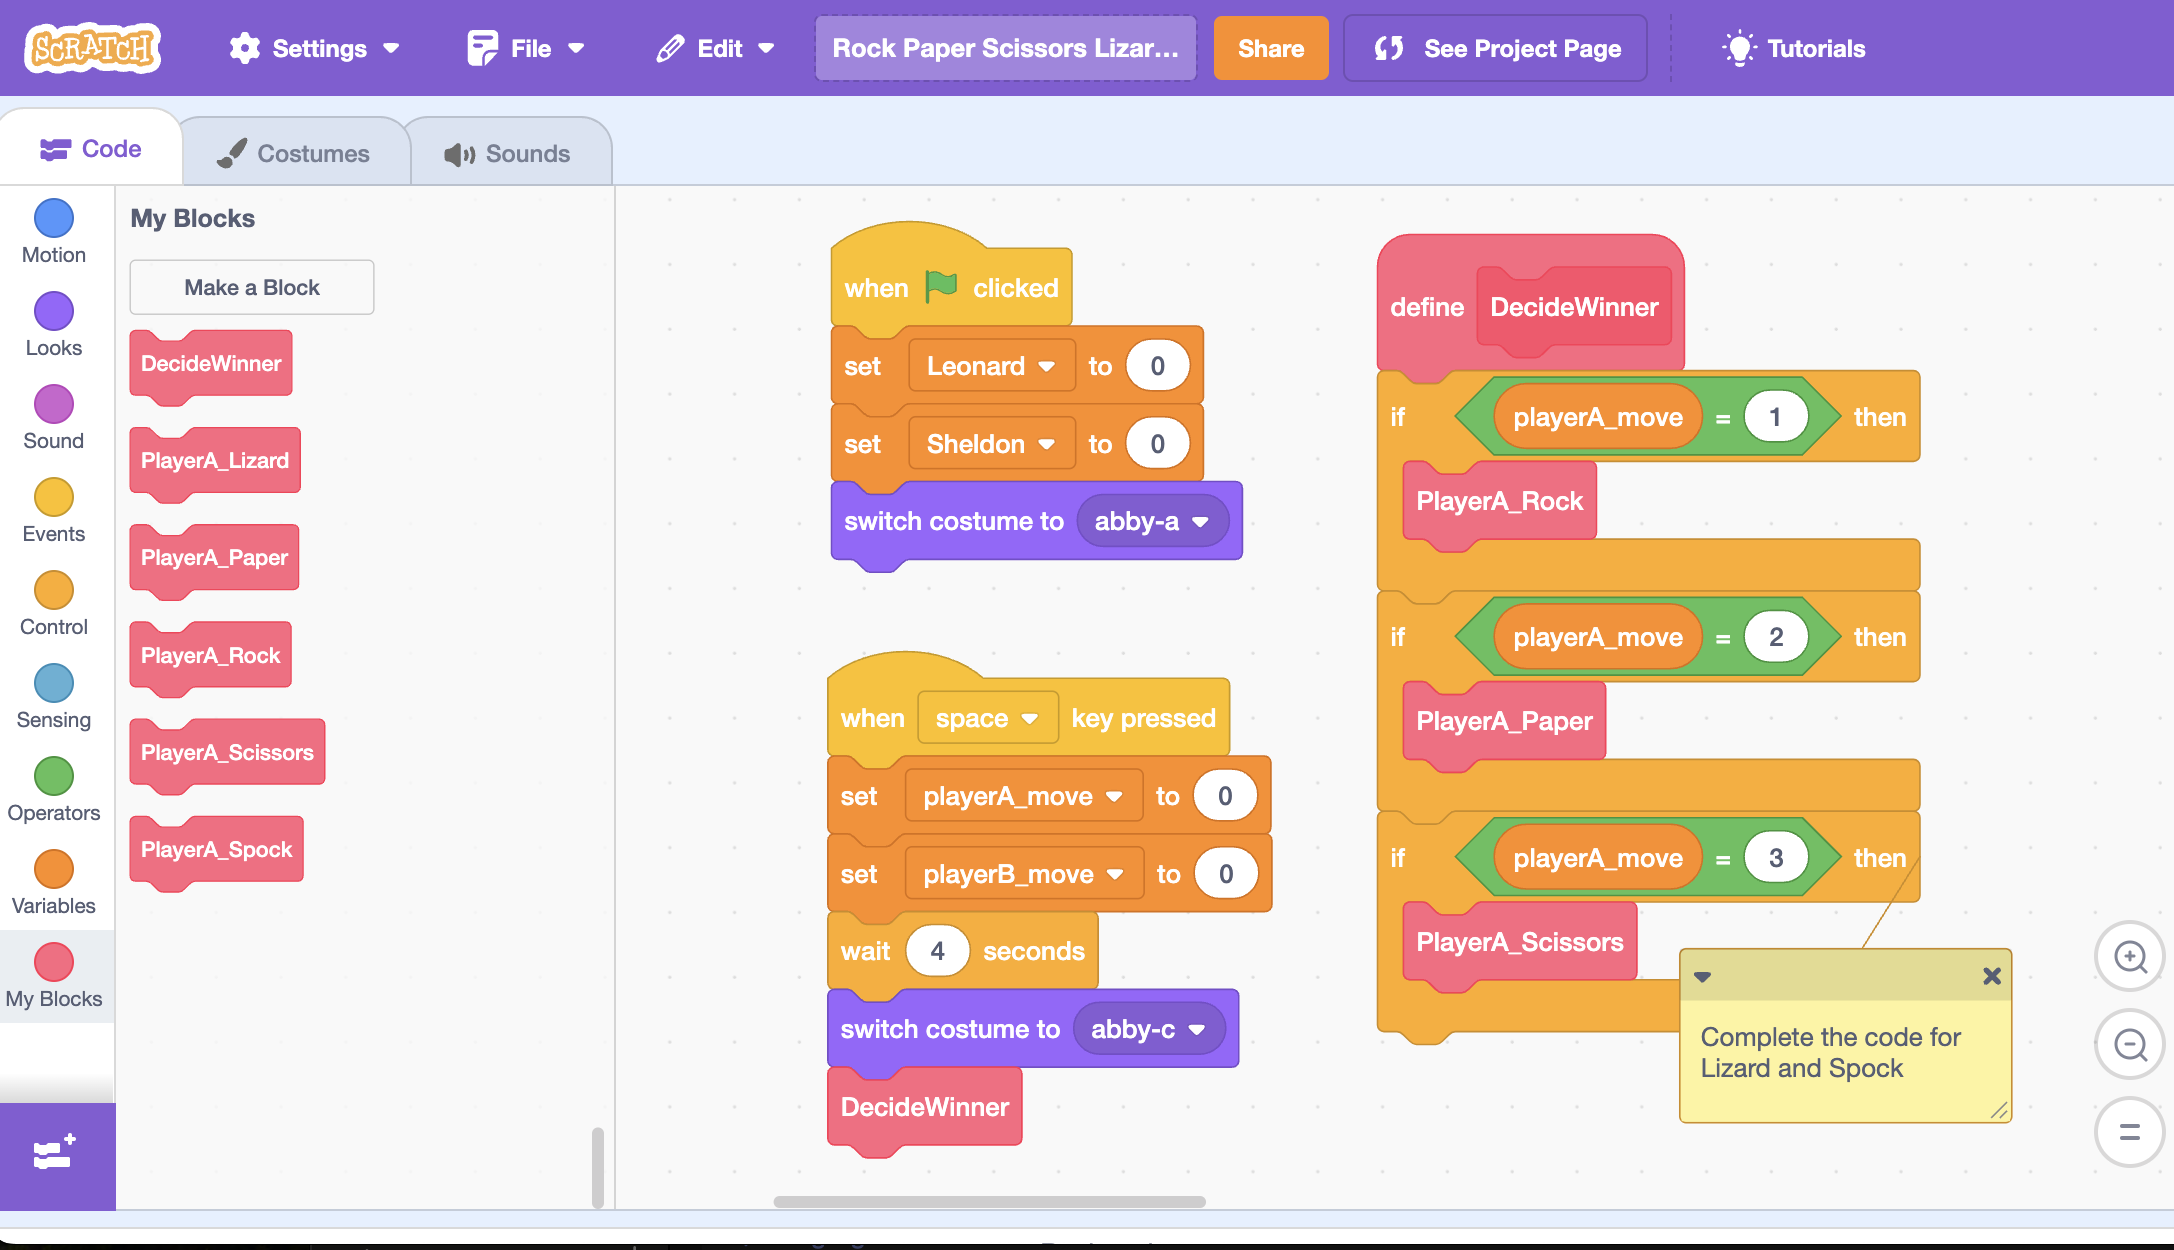 SCRATCH
Settings
File
Edit
Rock Paper Scissors Lizar...
Share
See Project Page
Tutorials
Code
Costumes
Sounds
Motion
Looks
Sound
Events
Control
Sensing
Operators
Variables
My Blocks
My Blocks
Make a Block
DecideWinner
PlayerA_Lizard
PlayerA_Paper
PlayerA_Rock
PlayerA_Scissors
PlayerA_Spock
when clicked
set Leonard to 0
set Sheldon to 0
switch costume to abby-a
when space key pressed
set playerA_move to 0
set playerB_move to 0
wait 4 seconds
switch costume to abby-c
DecideWinner
define DecideWinner
if playerA_move = 1 then
PlayerA_Rock
if playerA_move = 2 then
PlayerA_Paper
if playerA_move = 3 then
PlayerA_Scissors
Complete the code for
Lizard and Spock